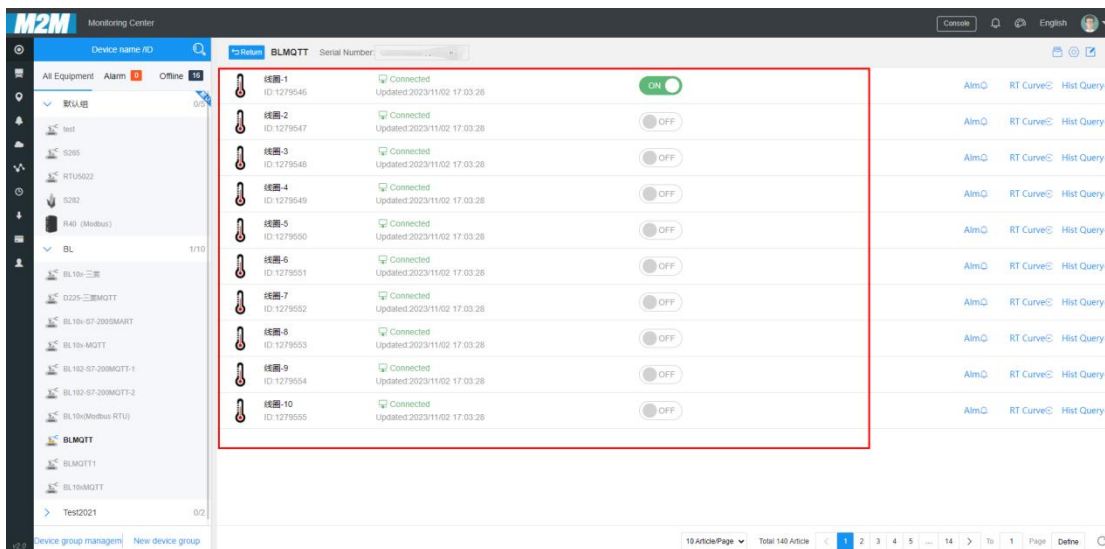 M2M Monitoring Center Console English
Device name /ID
Return BLMQTT Serial Number:
All Equipment Alarm 0 Offline 16
默认组 0/5
test
S265
RTU5022
S282
R40 (Modbus)
BL 1/10
BL10x-三菱
D225-三菱MQTT
BL10x-S7-200SMART
BL10x-MQTT
BL102-S7-200MQTT-1
BL102-S7-200MQTT-2
BL10x(Modbus RTU)
BLMQTT
BLMQTT1
BL10xMQTT
Test2021 0/2
Device group managem New device group
v2.0
线圈-1 Connected ON Alm RT Curve Hist Query
ID:1279546 Updated:2023/11/02 17:03:28
线圈-2 Connected OFF Alm RT Curve Hist Query
ID:1279547 Updated:2023/11/02 17:03:28
线圈-3 Connected OFF Alm RT Curve Hist Query
ID:1279548 Updated:2023/11/02 17:03:28
线圈-4 Connected OFF Alm RT Curve Hist Query
ID:1279549 Updated:2023/11/02 17:03:28
线圈-5 Connected OFF Alm RT Curve Hist Query
ID:1279550 Updated:2023/11/02 17:03:28
线圈-6 Connected OFF Alm RT Curve Hist Query
ID:1279551 Updated:2023/11/02 17:03:28
线圈-7 Connected OFF Alm RT Curve Hist Query
ID:1279552 Updated:2023/11/02 17:03:28
线圈-8 Connected OFF Alm RT Curve Hist Query
ID:1279553 Updated:2023/11/02 17:03:28
线圈-9 Connected OFF Alm RT Curve Hist Query
ID:1279554 Updated:2023/11/02 17:03:28
线圈-10 Connected OFF Alm RT Curve Hist Query
ID:1279555 Updated:2023/11/02 17:03:28
10 Article/Page Total 140 Article < 1 2 3 4 5 ... 14 > To 1 Page Define